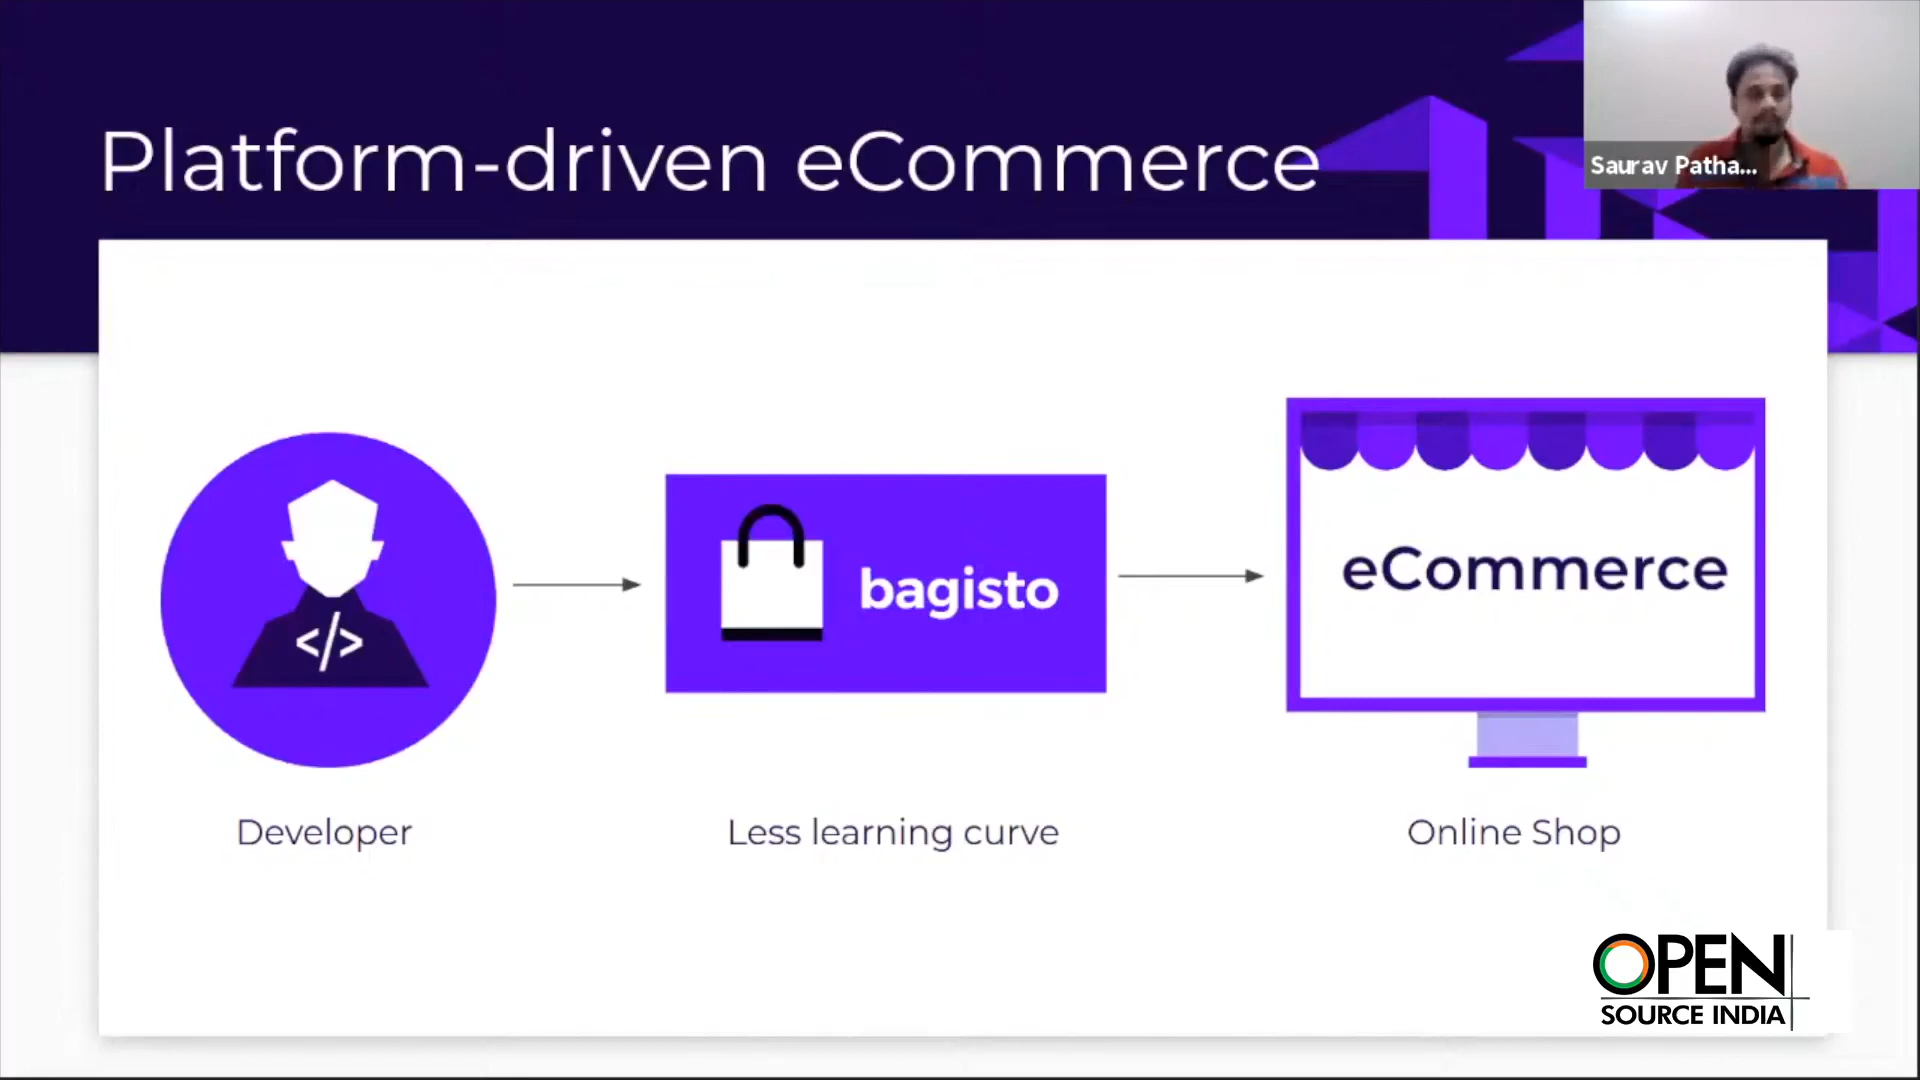 Platform-driven eCommerce
Saurav Patha...
</>
bagisto
eCommerce
Developer
Less learning curve
Online Shop
OPEN
SOURCE INDIA